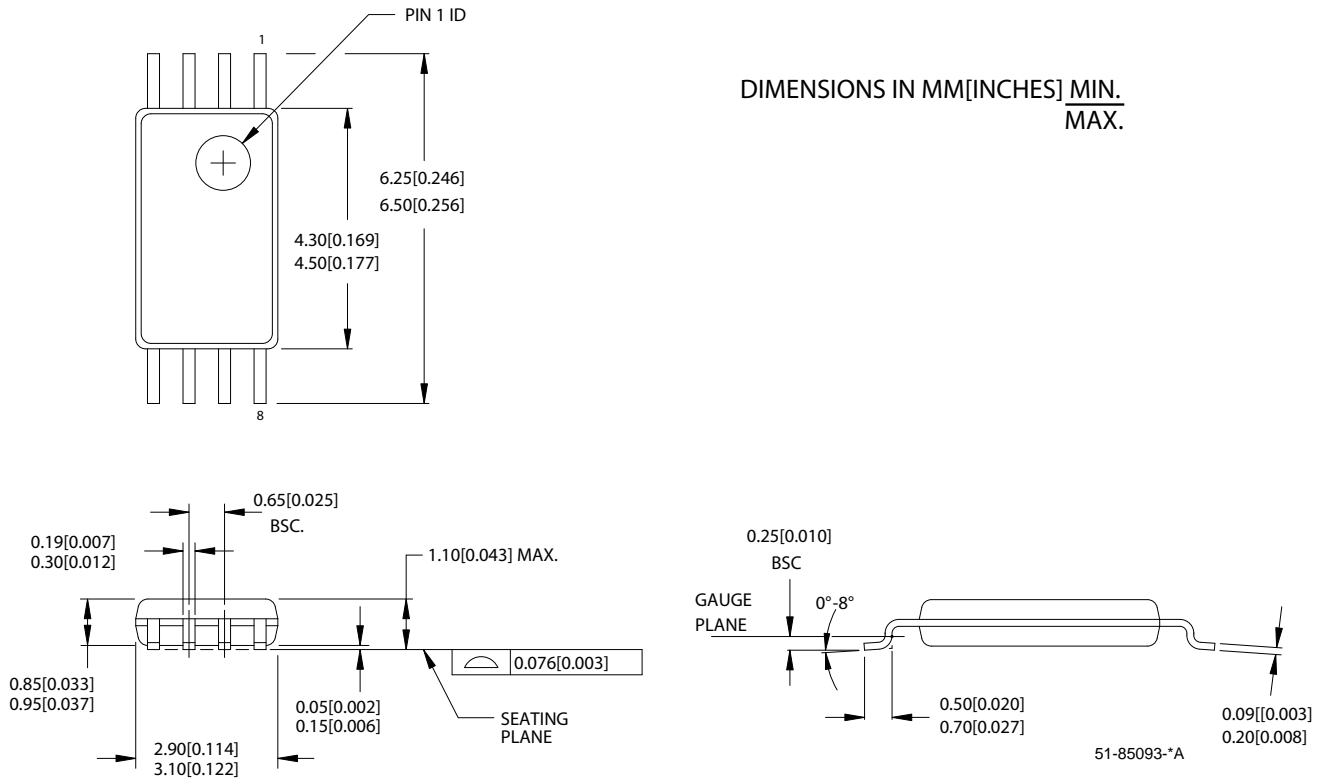 PIN 1 ID
1
DIMENSIONS IN MM[INCHES] MIN.
MAX.
6.25[0.246]
6.50[0.256]
4.30[0.169]
4.50[0.177]
8
0.65[0.025]
BSC.
0.19[0.007]
0.30[0.012]
1.10[0.043] MAX.
0.076[0.003]
0.85[0.033]
0.95[0.037]
0.05[0.002]
0.15[0.006]
SEATING
PLANE
2.90[0.114]
3.10[0.122]
0.25[0.010]
BSC
GAUGE
PLANE
0°-8°
0.50[0.020]
0.70[0.027]
0.09[[0.003]
0.20[0.008]
51-85093-*A